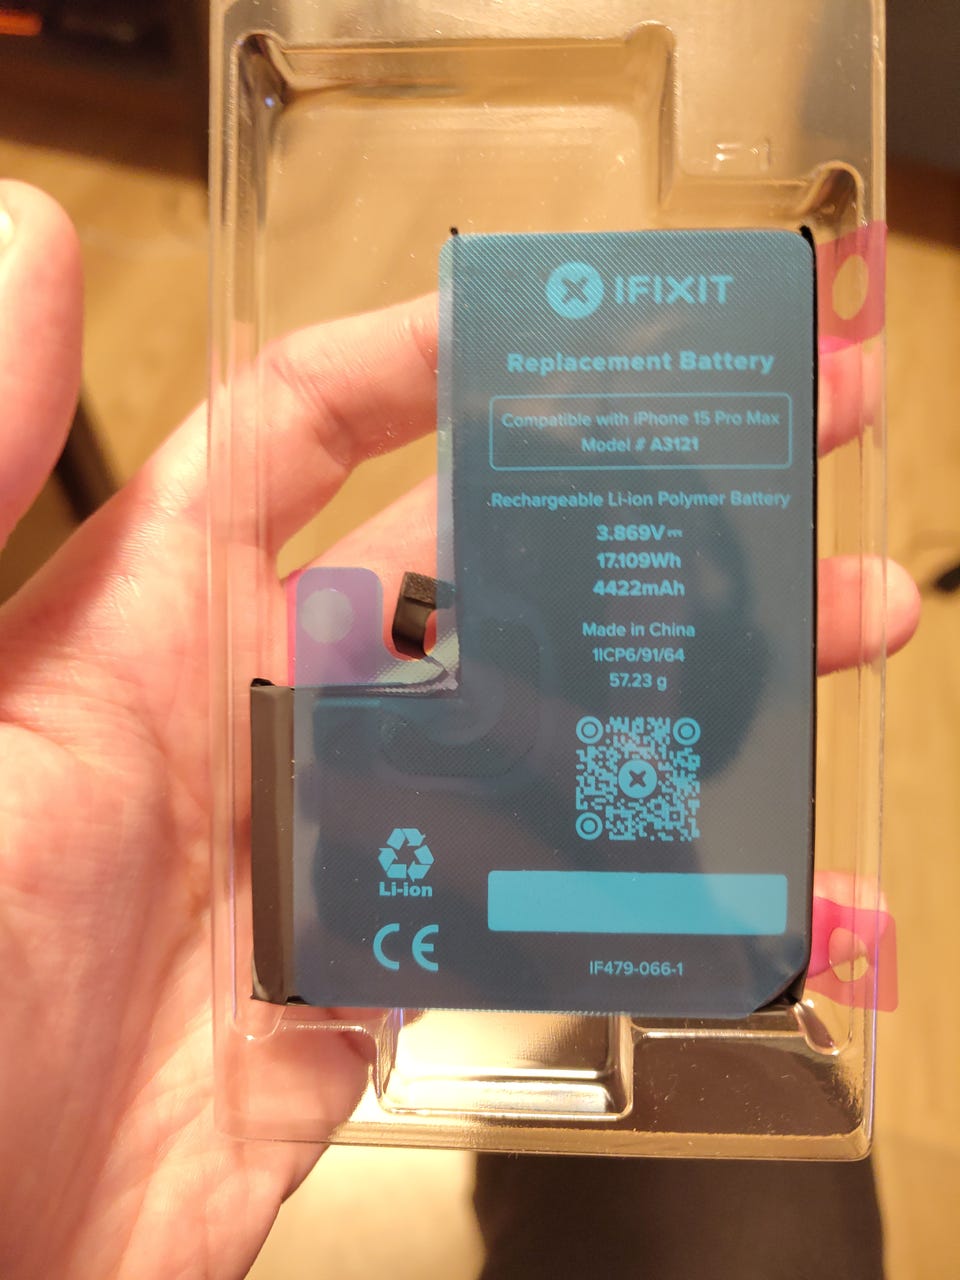 IFIXIT
Replacement Battery
Compatible with iPhone 15 Pro Max
Model # A3121
Rechargeable Li-ion Polymer Battery
3.869V⎓
17.109Wh
4422mAh
Made in China
1ICP6/91/64
57.23 g
Li-ion
CE
IF479-066-1